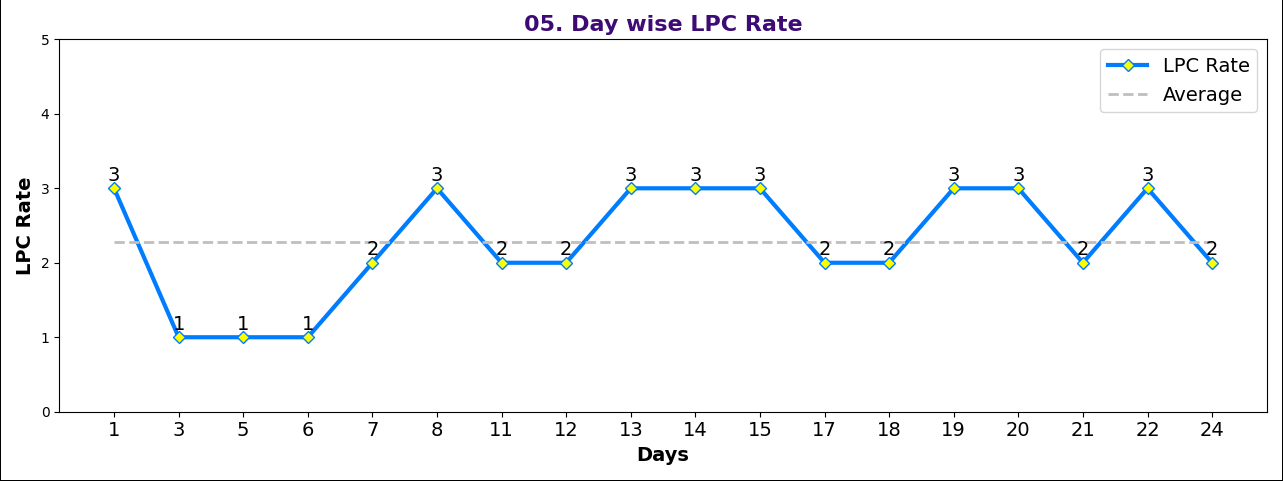 05. Day wise LPC Rate
5
LPC Rate
Average
4
3 3 3 3 3 3 3 3
3
2 2 2 2 2 2 2
2
1 1 1
1
0
LPC Rate
1 3 5 6 7 8 11 12 13 14 15 17 18 19 20 21 22 24
Days